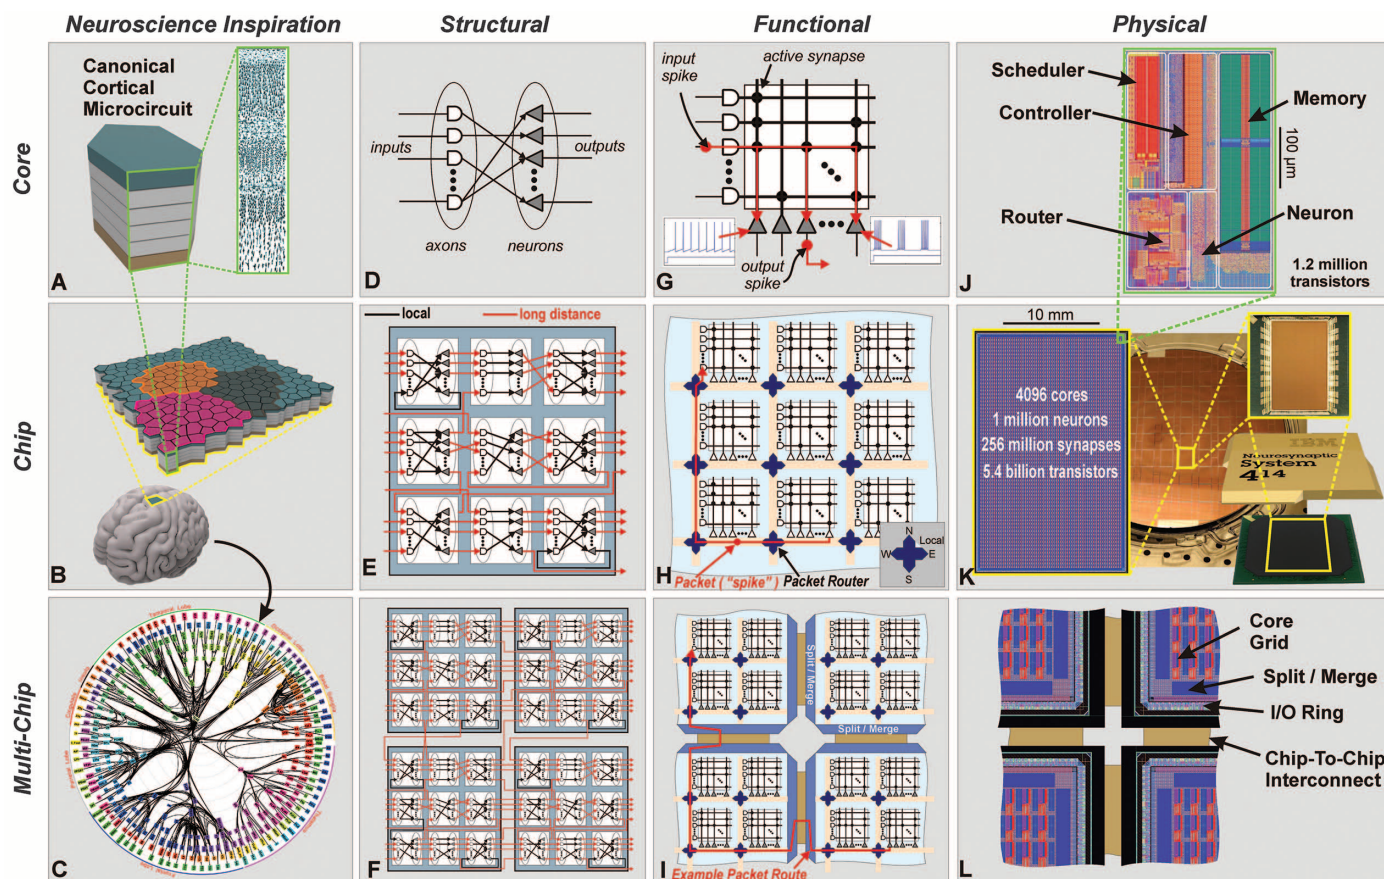 Neuroscience Inspiration
Structural
Functional
Physical
Core
Chip
Multi-Chip
Canonical
Cortical
Microcircuit
A
inputs
outputs
axons
neurons
D
input
spike
active synapse
output
spike
G
Scheduler
Controller
Memory
100 µm
Router
Neuron
1.2 million
transistors
J
B
local
long distance
E
N
Local
W
E
S
Packet ( “spike” )
Packet Router
H
10 mm
4096 cores
1 million neurons
256 million synapses
5.4 billion transistors
IBM
Neurosynaptic
System
414
K
Temporal Lobe
C
F
Split / Merge
Split / Merge
Example Packet Route
I
Core
Grid
Split / Merge
I/O Ring
Chip-To-Chip
Interconnect
L